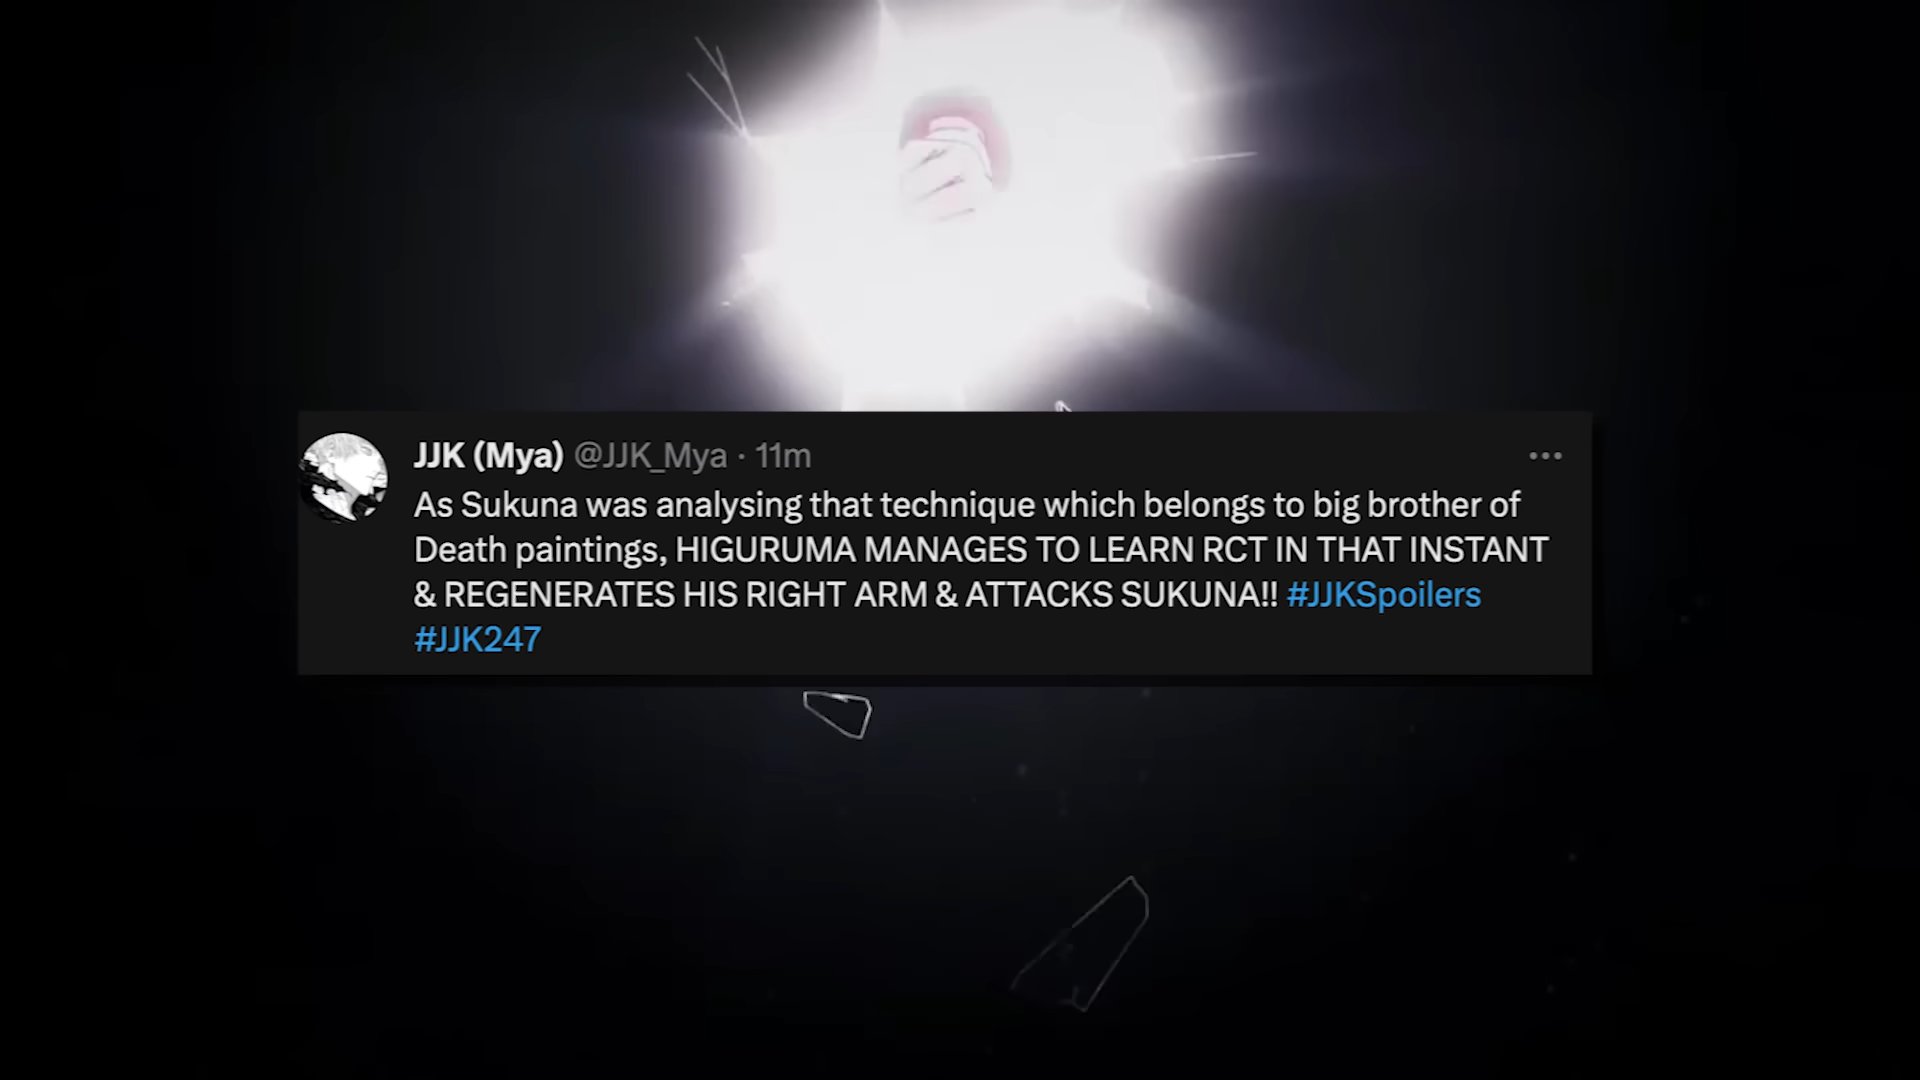 JJK (Mya) @JJK_Mya · 11m
As Sukuna was analysing that technique which belongs to big brother of
Death paintings, HIGURUMA MANAGES TO LEARN RCT IN THAT INSTANT
& REGENERATES HIS RIGHT ARM & ATTACKS SUKUNA!! #JJKSpoilers
#JJK247